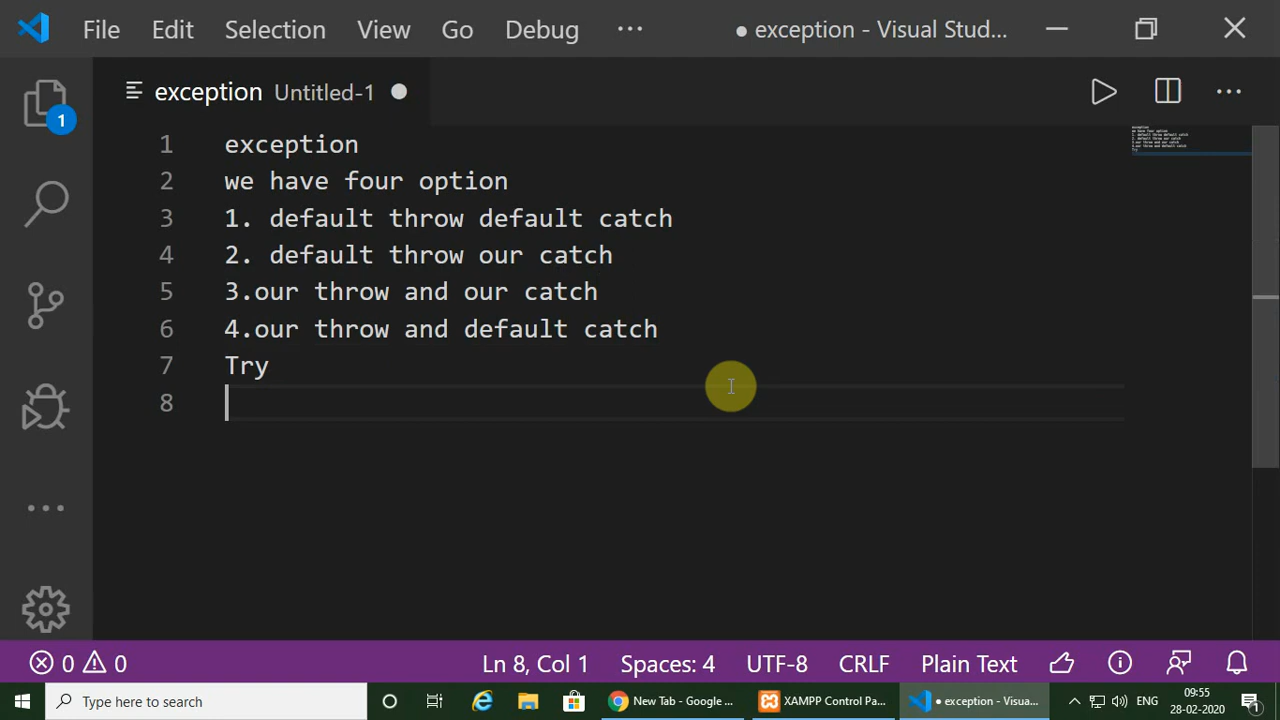 File Edit Selection View Go Debug ··· ● exception - Visual Stud...
exception Untitled-1
1 exception
2 we have four option
3 1. default throw default catch
4 2. default throw our catch
5 3.our throw and our catch
6 4.our throw and default catch
7 Try
8
1
0 0 Ln 8, Col 1 Spaces: 4 UTF-8 CRLF Plain Text
Type here to search New Tab - Google ... XAMPP Control Pa... ● exception - Visua... ENG 09:55
28-02-2020 1